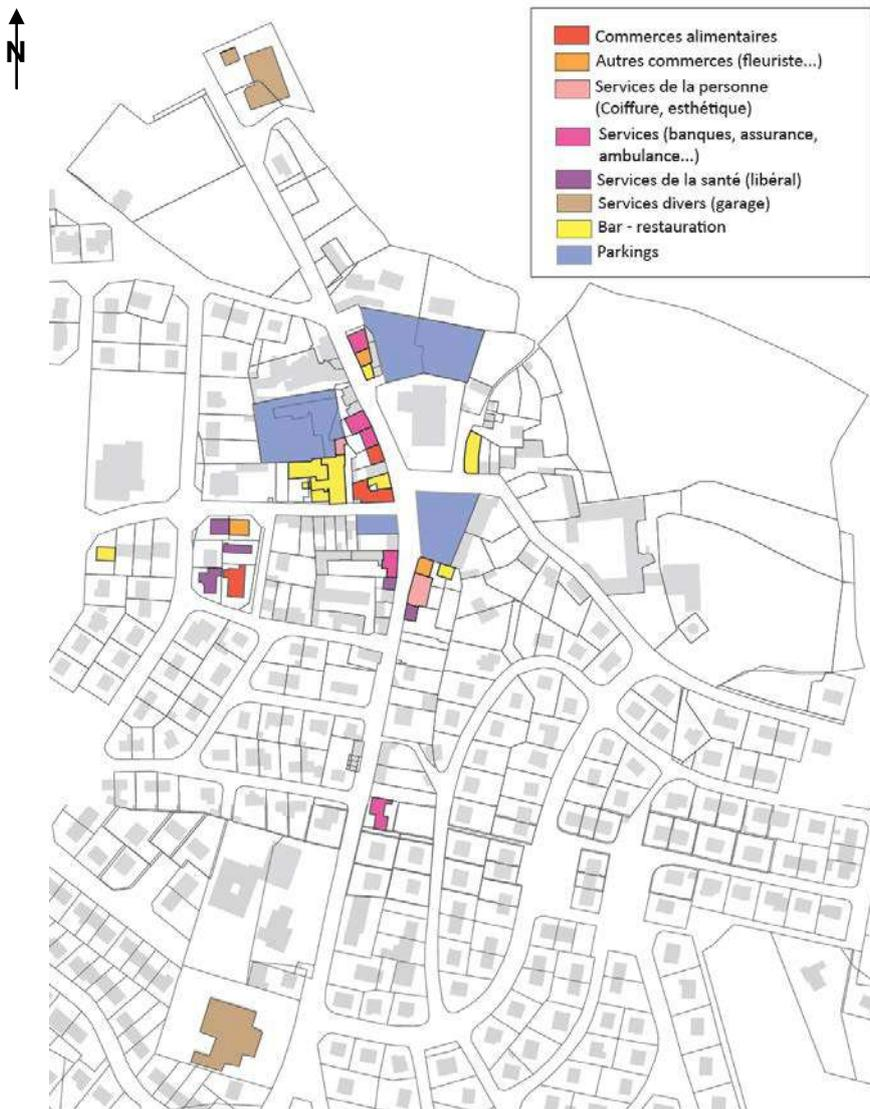 N
Commerces alimentaires
Autres commerces (fleuriste...)
Services de la personne
(Coiffure, esthétique)
Services (banques, assurance,
ambulance...)
Services de la santé (libéral)
Services divers (garage)
Bar - restauration
Parkings